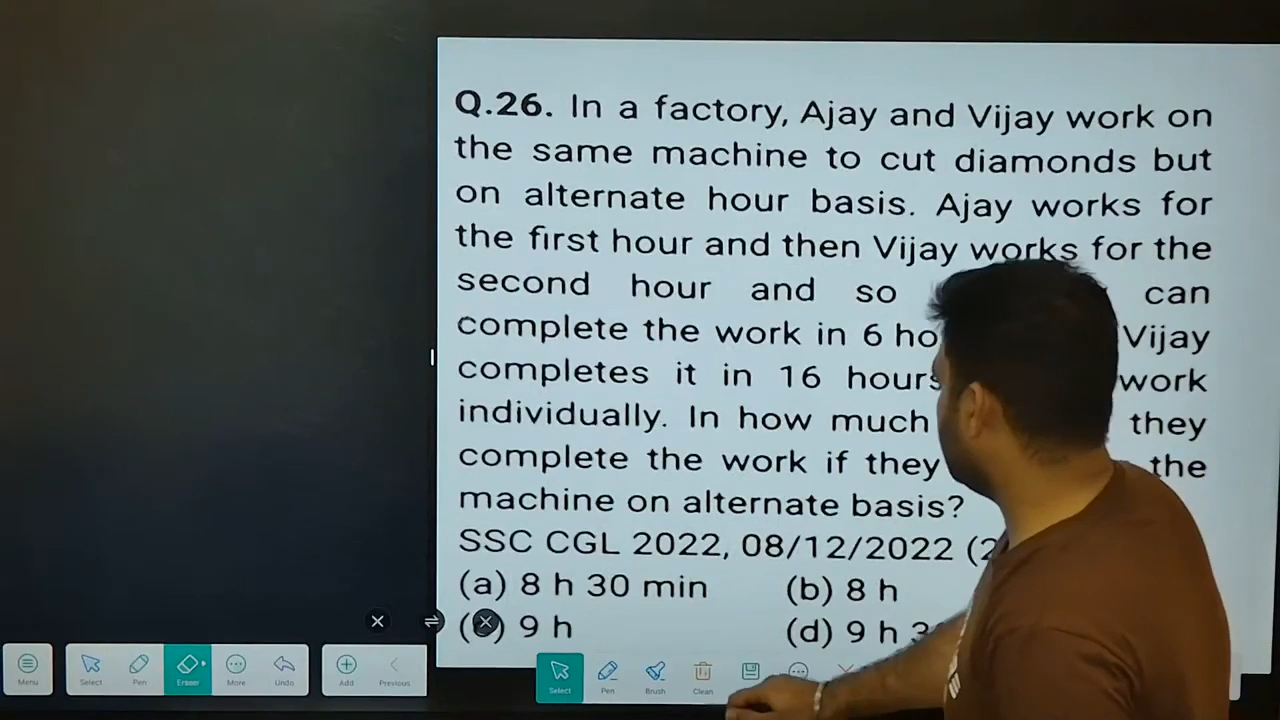 Q.26. In a factory, Ajay and Vijay work on
the same machine to cut diamonds but
on alternate hour basis. Ajay works for
the first hour and then Vijay works for the
second hour and so can
complete the work in 6 ho Vijay
completes it in 16 hours work
individually. In how much they
complete the work if they the
machine on alternate basis?
SSC CGL 2022, 08/12/2022 (2
(a) 8 h 30 min (b) 8 h
9 h (d) 9 h 3
Menu Select Pen Eraser More Undo Add Previous
Select Pen Brush Clean